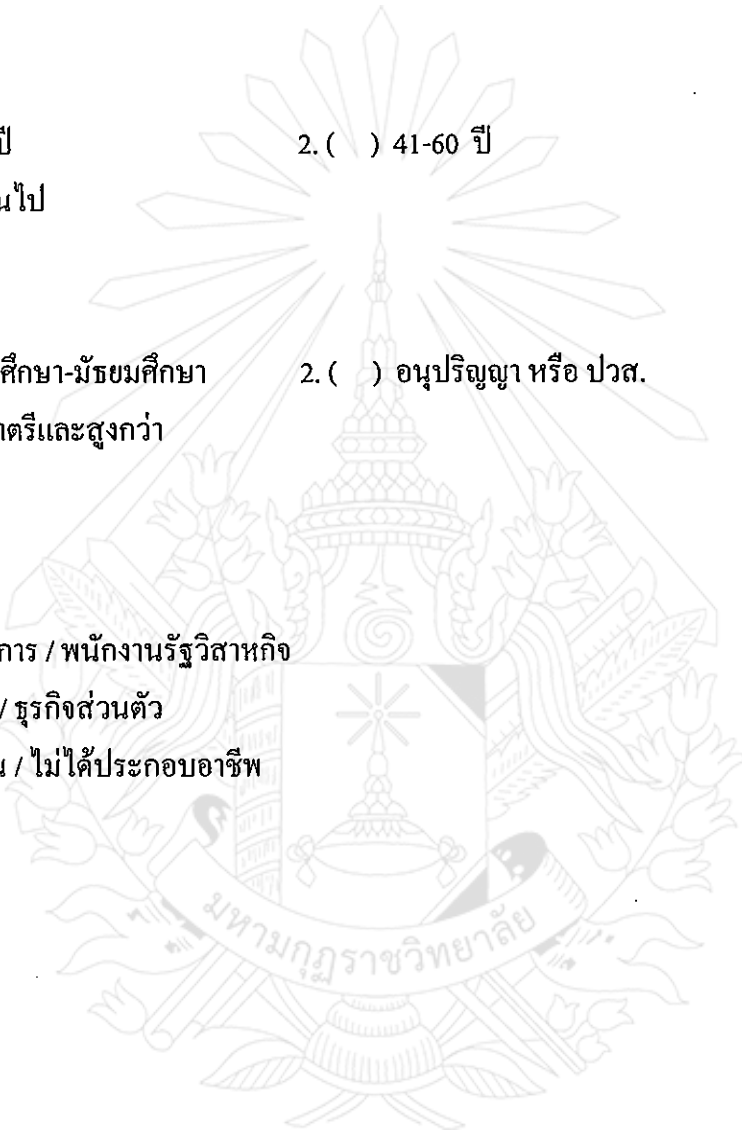 ปี 2. ( ) 41-60 ปี
นไป
ศึกษา-มัธยมศึกษา 2. ( ) อนุปริญญา หรือ ปวส.
าตรีและสูงกว่า
การ / พนักงานรัฐวิสาหกิจ
/ ธุรกิจส่วนตัว
น / ไม่ได้ประกอบอาชีพ
มหามกุฏราชวิทยาลัย